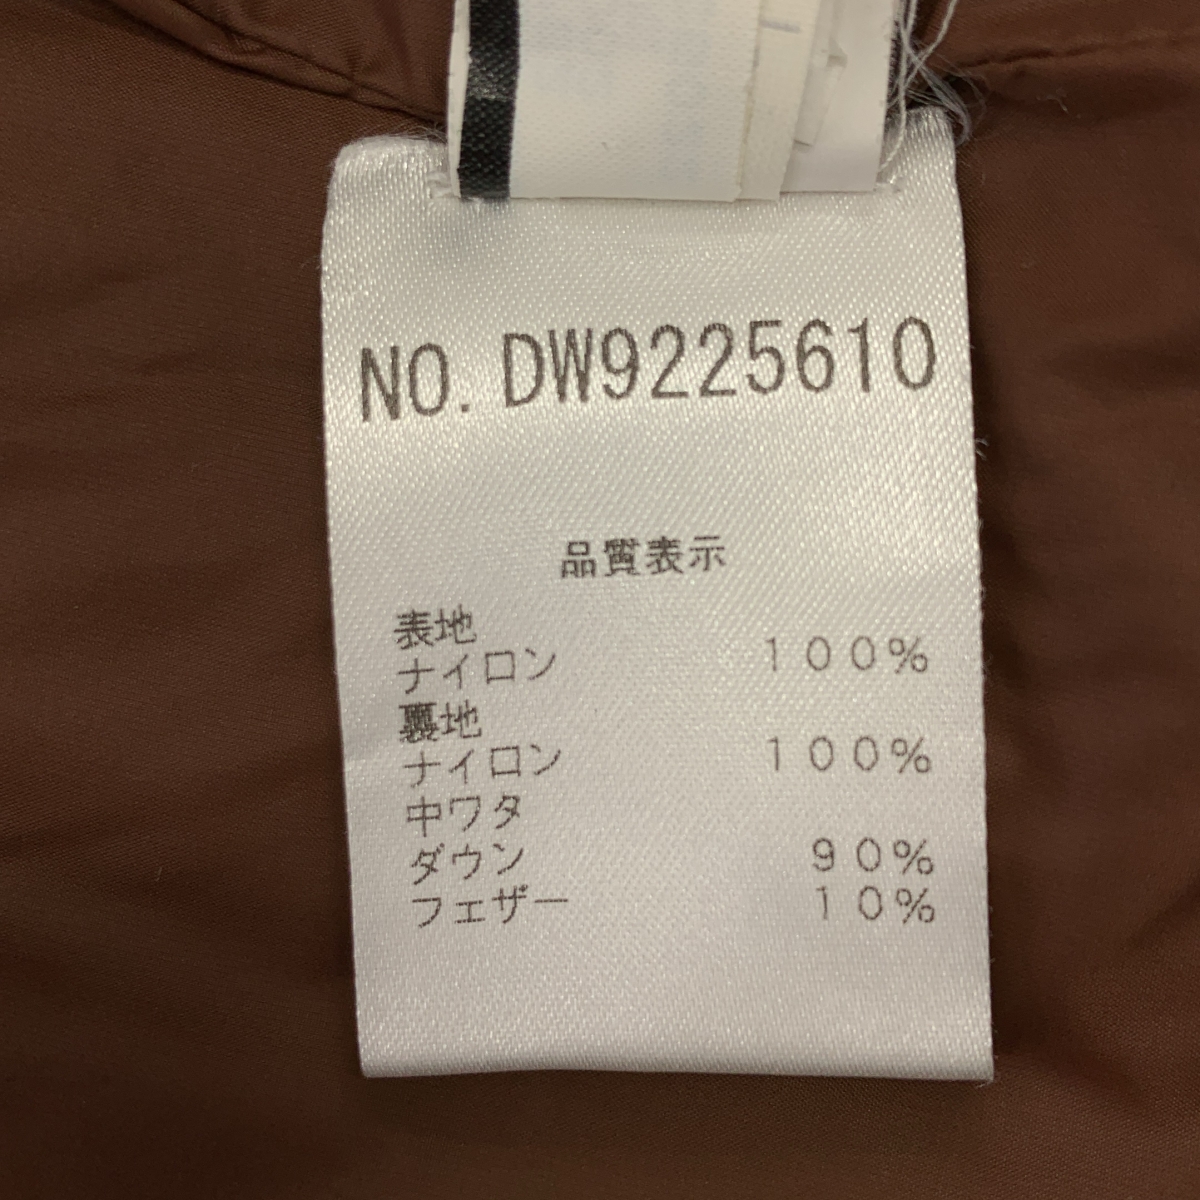 NO. DW9225610
品質表示
表地
ナイロン 100%
裏地
ナイロン 100%
中ワタ
ダウン 90%
フェザー 10%